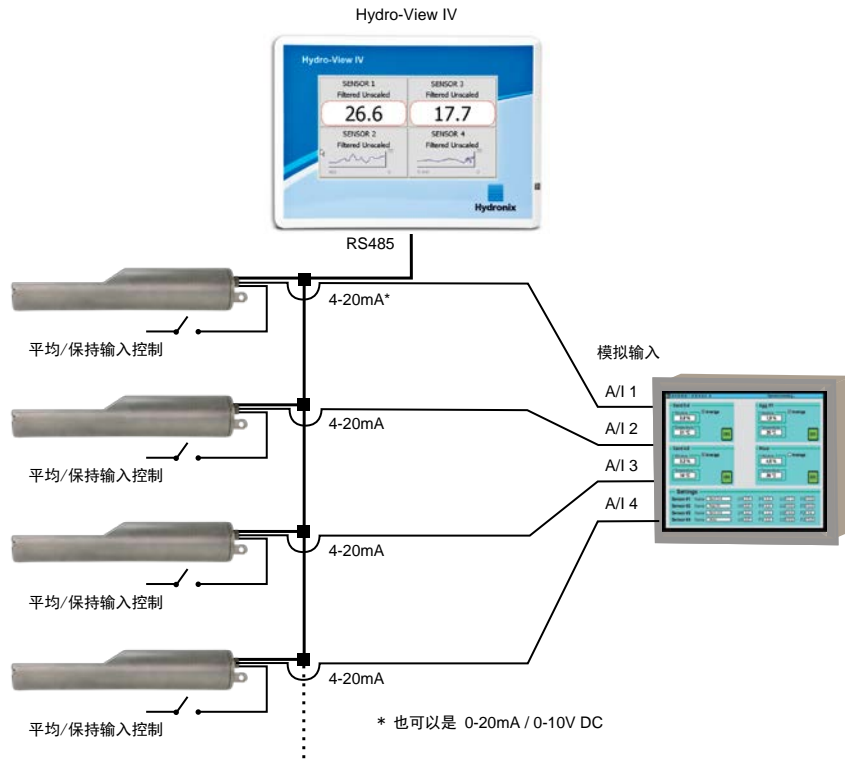 Hydro-View IV
Hydro-View IV
SENSOR 1
Filtered Unscaled
26.6
SENSOR 3
Filtered Unscaled
17.7
SENSOR 2
Filtered Unscaled
SENSOR 4
Filtered Unscaled
Hydronix
RS485
4-20mA*
平均/保持输入控制
模拟输入
A/I 1
4-20mA
A/I 2
平均/保持输入控制
A/I 3
A/I 4
Settings
4-20mA
平均/保持输入控制
4-20mA
平均/保持输入控制
* 也可以是 0-20mA / 0-10V DC